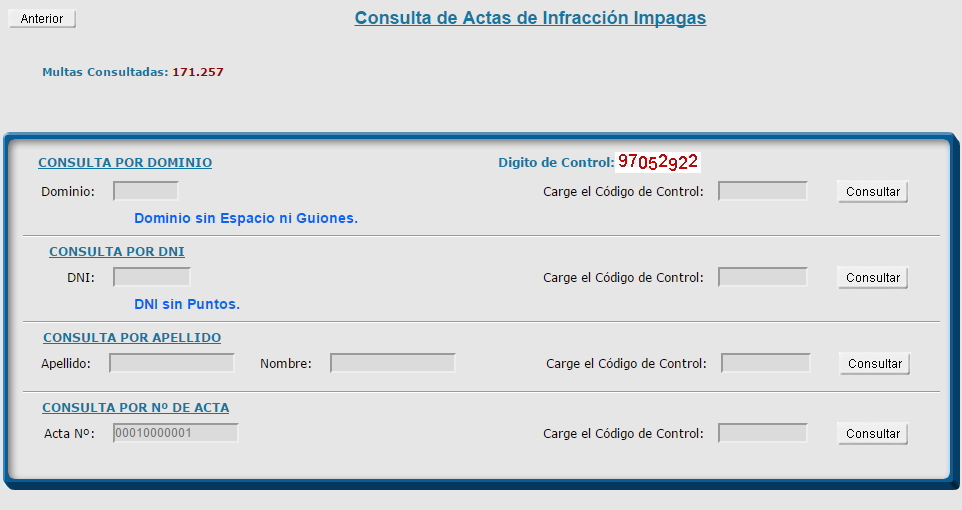 Anterior
Consulta de Actas de Infracción Impagas
Multas Consultadas: 171.257
CONSULTA POR DOMINIO
Digito de Control: 97052922
Dominio:
Carge el Código de Control:
Consultar
Dominio sin Espacio ni Guiones.
CONSULTA POR DNI
DNI:
Carge el Código de Control:
Consultar
DNI sin Puntos.
CONSULTA POR APELLIDO
Apellido:
Nombre:
Carge el Código de Control:
Consultar
CONSULTA POR Nº DE ACTA
Acta Nº: 00010000001
Carge el Código de Control:
Consultar